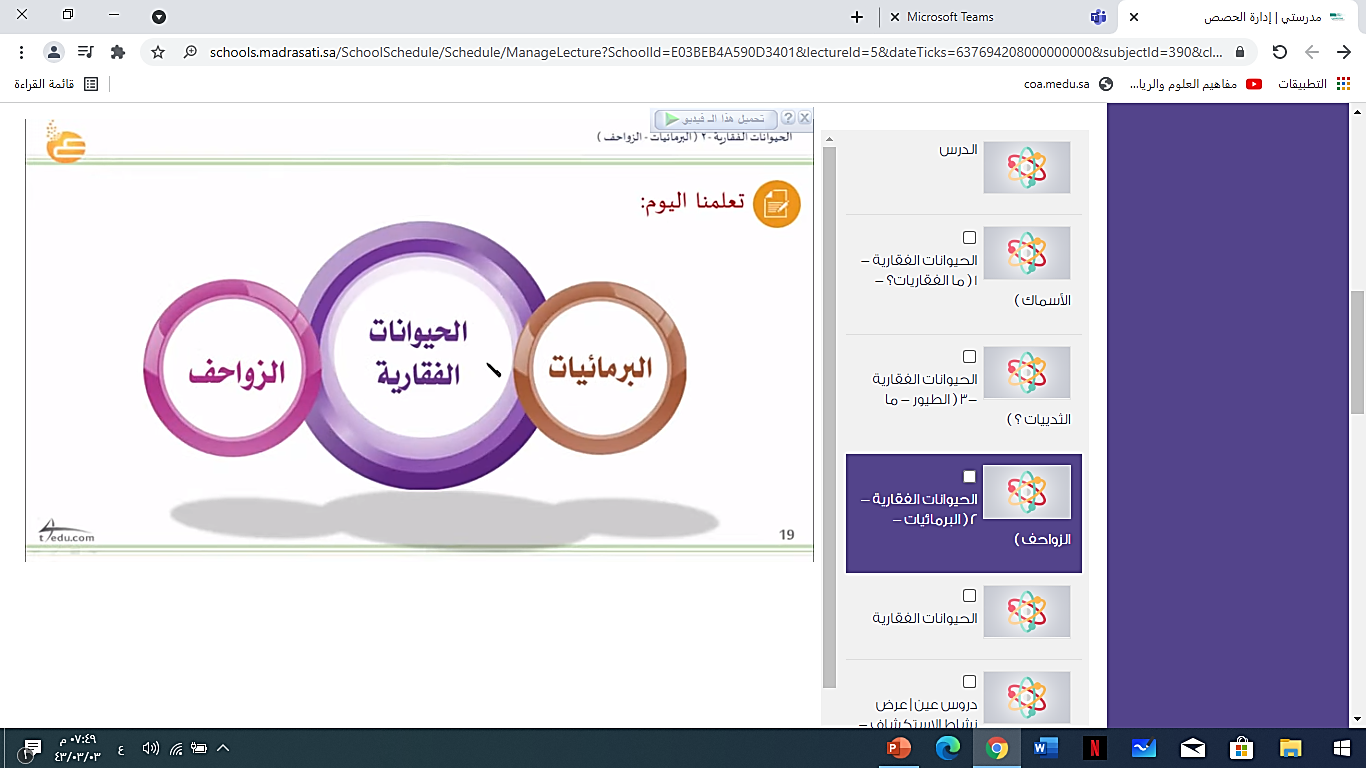 مدرستي | إدارة الحصص
Microsoft Teams
schools.madrasati.sa/SchoolSchedule/Schedule/ManageLecture?SchoolId=E03BEB4A590D3401&lectureId=5&dateTicks=637694208000000000&subjectId=390&cl...
التطبيقات
مفاهيم العلوم والريا...
coa.medu.sa
قائمة القراءة
تحميل هذا الـ فيديو
الحيوانات الفقارية -٢ ( البرمائيات - الزواحف )
تعلمنا اليوم:
البرمائيات
الحيوانات
الفقارية
الزواحف
19
t4edu.com
الدرس
الحيوانات الفقارية –
١ ( ما الفقاريات؟ –
الأسماك )
الحيوانات الفقارية
–٣ ( الطيور – ما
الثدييات ؟ )
الحيوانات الفقارية –
٢ ( البرمائيات –
الزواحف )
الحيوانات الفقارية
دروس عين | عرض
نشاط الاستكشاف –
٠٧:٤٩ م
ع
٤٣/٠٣/٠٣